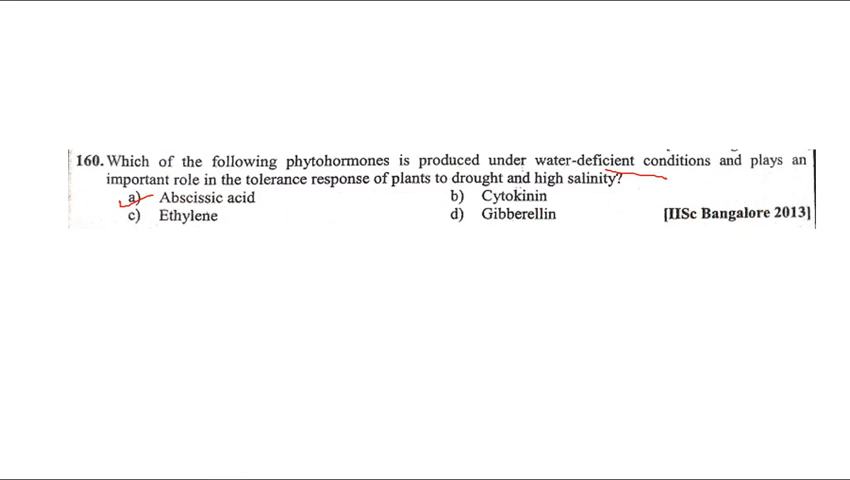 160. Which of the following phytohormones is produced under water-deficient conditions and plays an
important role in the tolerance response of plants to drought and high salinity?
a) Abscissic acid b) Cytokinin
c) Ethylene d) Gibberellin [IISc Bangalore 2013]